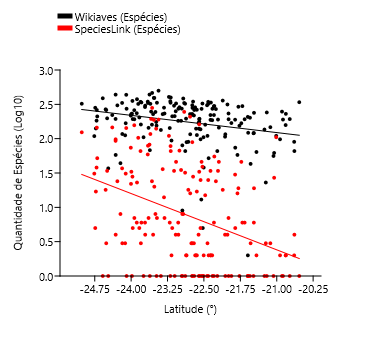 Wikiaves (Espécies)
SpeciesLink (Espécies)
3.0
2.5
2.0
1.5
1.0
0.5
0.0
Quantidade de Espécies (Log10)
-24.75 -24.00 -23.25 -22.50 -21.75 -21.00 -20.25
Latitude (°)